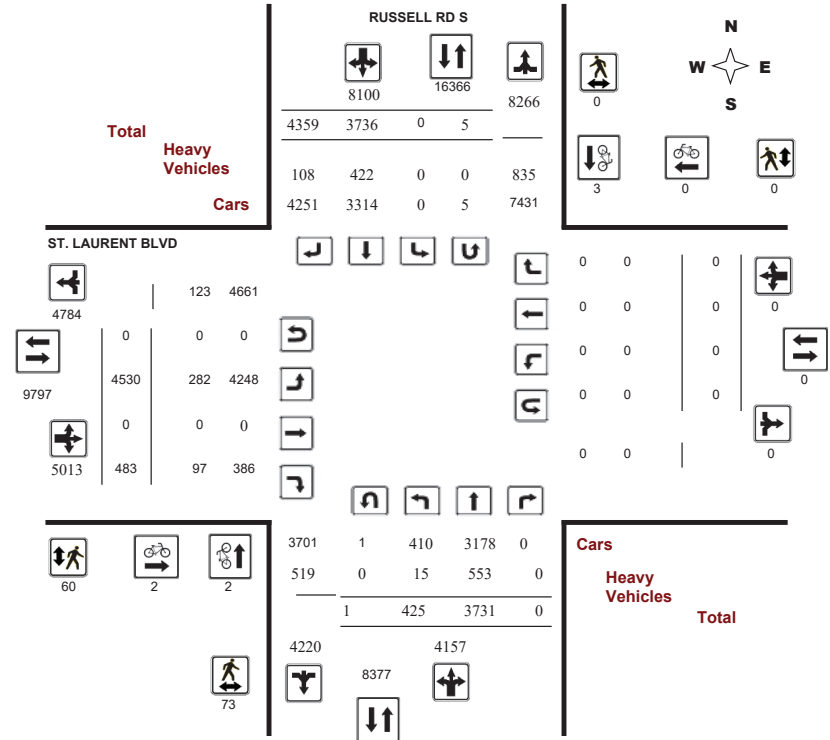 RUSSELL RD S
N
W E
S
8100 16366 8266
0
4359 3736 0 5
Total
Heavy
Vehicles
108 422 0 0 835
3 0 0
Cars
4251 3314 0 5 7431
ST. LAURENT BLVD
0 0 0
123 4661
4784
0
0 0 0
0 0 0
9797
4530 282 4248
0 0 0
0
0 0 0
0 0 0
5013
483 97 386
0 0
0
3701 1 410 3178 0
Cars
519 0 15 553 0
Heavy
Vehicles
60 2 2
1 425 3731 0
Total
4220 4157
8377
73